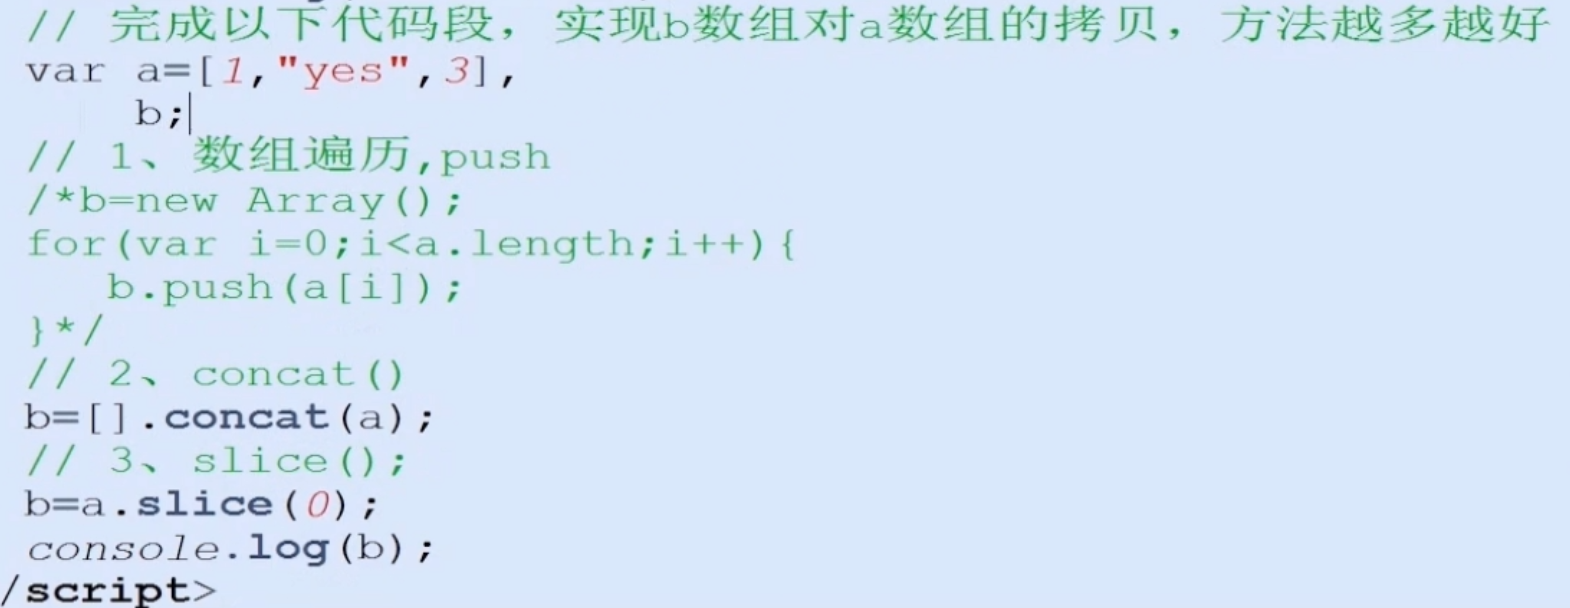 // 完成以下代码段，实现b数组对a数组的拷贝，方法越多越好
var a=[1,"yes",3],
b;
// 1、数组遍历,push
/*b=new Array();
for(var i=0;i<a.length;i++){
b.push(a[i]);
}*/
// 2、concat()
b=[].concat(a);
// 3、slice();
b=a.slice(0);
console.log(b);
/script>